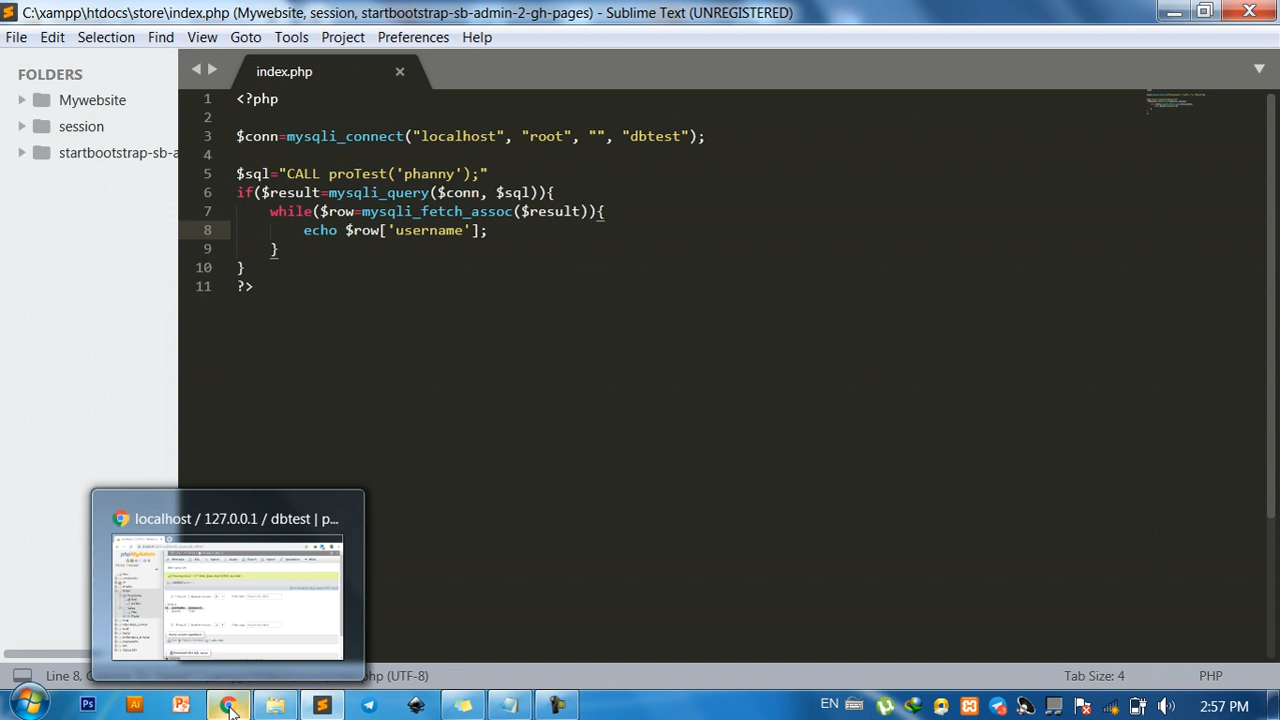 C:\xampp\htdocs\store\index.php (Mywebsite, session, startbootstrap-sb-admin-2-gh-pages) - Sublime Text (UNREGISTERED)
File Edit Selection Find View Goto Tools Project Preferences Help
FOLDERS
Mywebsite
session
startbootstrap-sb-a
index.php
1 <?php
2
3 $conn=mysqli_connect("localhost", "root", "", "dbtest");
4
5 $sql="CALL proTest('phanny');"
6 if($result=mysqli_query($conn, $sql)){
7 while($row=mysqli_fetch_assoc($result)){
8 echo $row['username'];
9 }
10 }
11 ?>
localhost / 127.0.0.1 / dbtest | p...
phpMyAdmin
Line 8, C
php (UTF-8)
Tab Size: 4
PHP
Ps
Ai
EN
2:57 PM